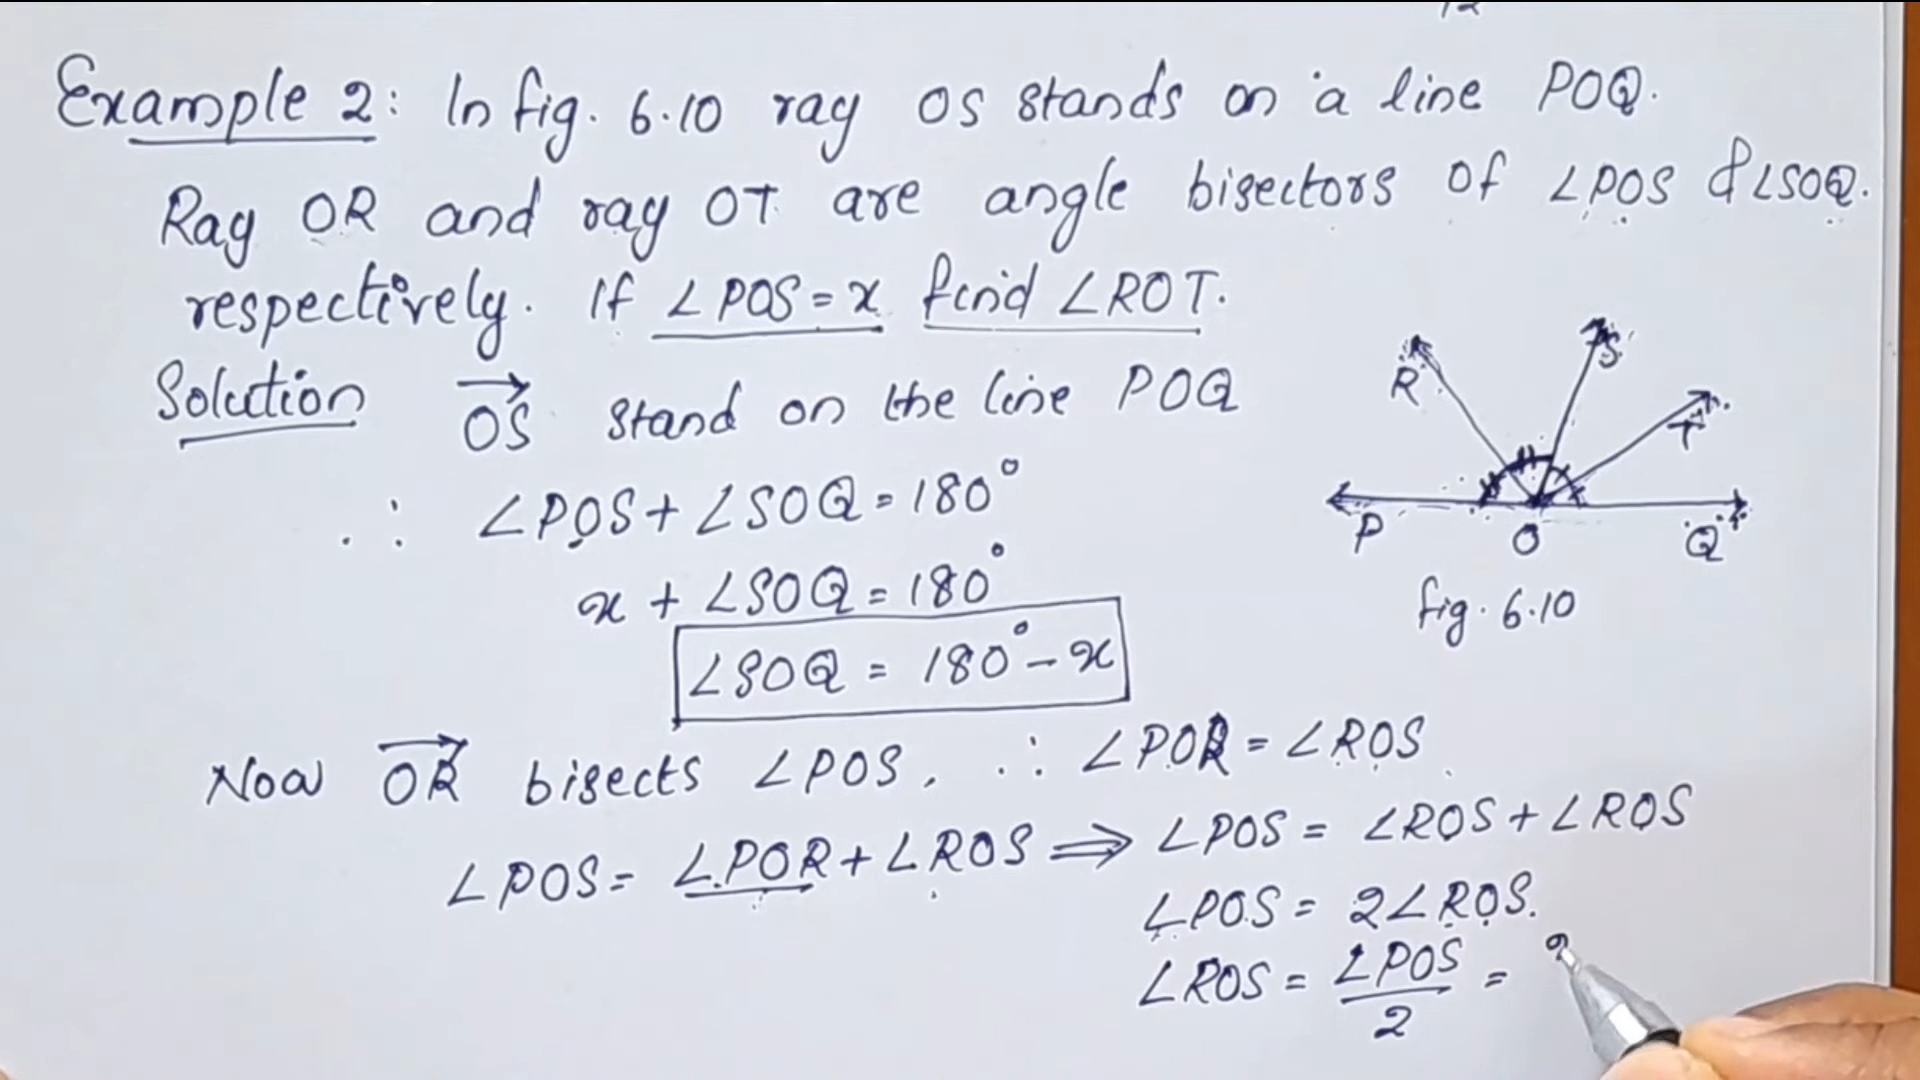 Example 2: In fig. 6.10 ray OS stands on a line POQ.
Ray OR and ray OT are angle bisectors of ∠POS & ∠SOQ.
respectively. If ∠POS = x find ∠ROT.
Solution OS stand on the line POQ
∴ ∠POS + ∠SOQ = 180°
x + ∠SOQ = 180°
∠SOQ = 180° - x
R
S
T
P
O
Q
fig. 6.10
Now OR bisects ∠POS, ∴ ∠POR = ∠ROS
∠POS = ∠POR + ∠ROS ⟹ ∠POS = ∠ROS + ∠ROS
∠POS = 2∠ROS.
∠ROS = ∠POS/2 =